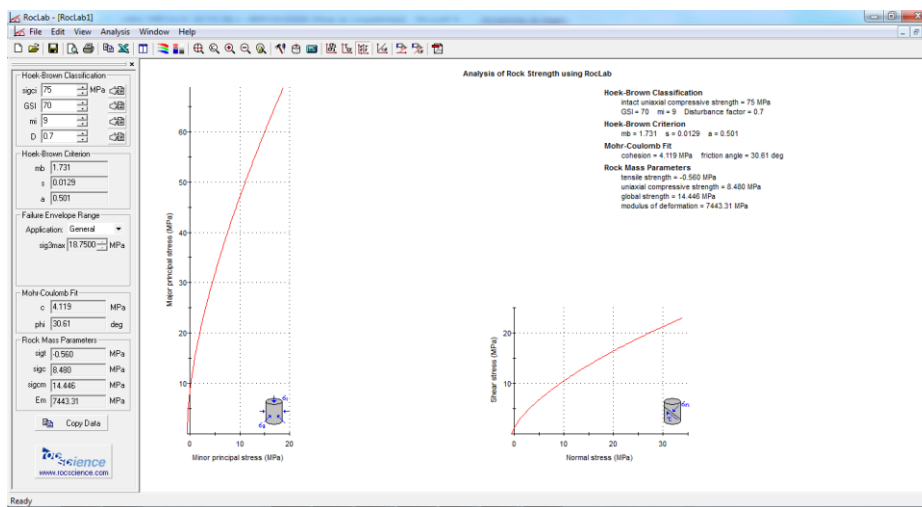 RocLab - [RocLab1]
File Edit View Analysis Window Help
Hoek-Brown Classification
sigci 75 MPa
GSI 70
mi 9
D 0.7
Hoek-Brown Criterion
mb 1.731
s 0.0129
a 0.501
Failure Envelope Range
Application: General
sig3max 18.7500 MPa
Mohr-Coulomb Fit
c 4.119 MPa
phi 30.61 deg
Rock Mass Parameters
sigt -0.560 MPa
sigc 8.480 MPa
sigcm 14.446 MPa
Em 7443.31 MPa
Copy Data
rocscience
www.rocscience.com
Ready
Analysis of Rock Strength using RocLab
Hoek-Brown Classification
intact uniaxial compressive strength = 75 MPa
GSI = 70 mi = 9 Disturbance factor = 0.7
Hoek-Brown Criterion
mb = 1.731 s = 0.0129 a = 0.501
Mohr-Coulomb Fit
cohesion = 4.119 MPa friction angle = 30.61 deg
Rock Mass Parameters
tensile strength = -0.560 MPa
uniaxial compressive strength = 8.480 MPa
global strength = 14.446 MPa
modulus of deformation = 7443.31 MPa
Major principal stress (MPa)
60
50
40
30
20
10
0 10 20
Minor principal stress (MPa)
Shear stress (MPa)
20
10
0 10 20 30
Normal stress (MPa)